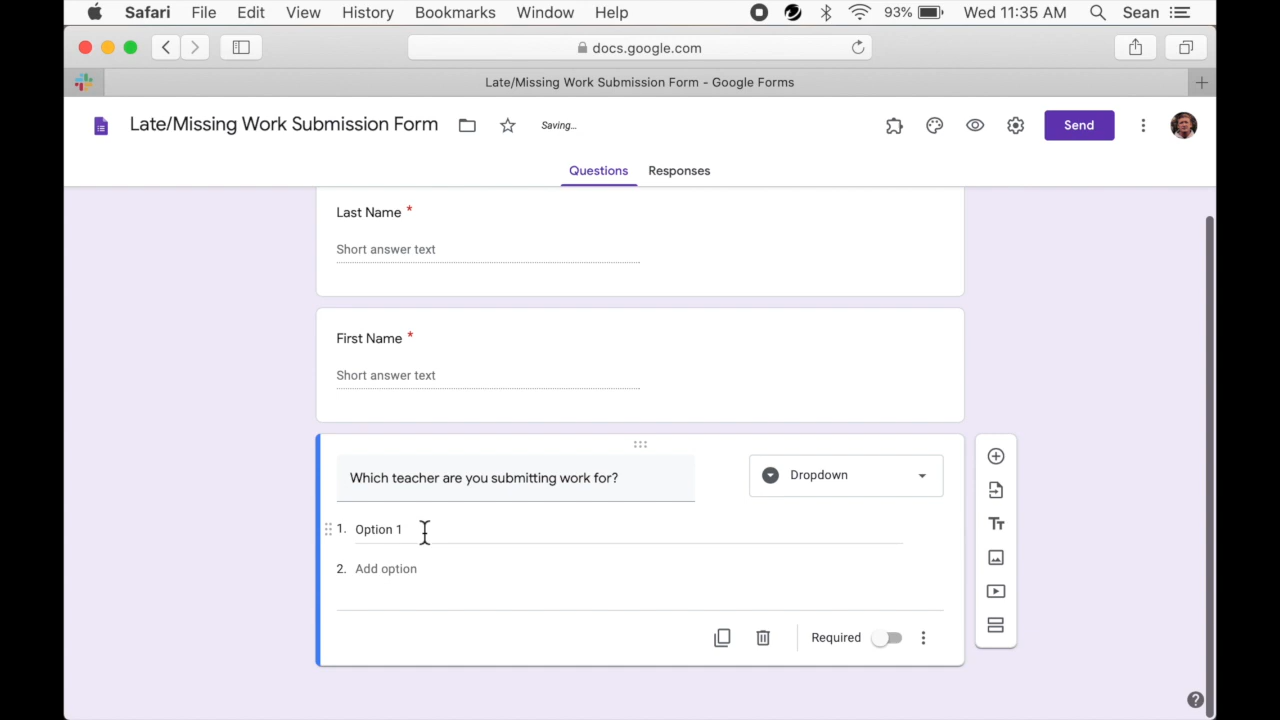 Safari File Edit View History Bookmarks Window Help 93% Wed 11:35 AM Sean
docs.google.com
Late/Missing Work Submission Form - Google Forms
Late/Missing Work Submission Form Saving... Send
Questions Responses
Last Name *
Short answer text
First Name *
Short answer text
Which teacher are you submitting work for? Dropdown
1. Option 1
2. Add option
Required